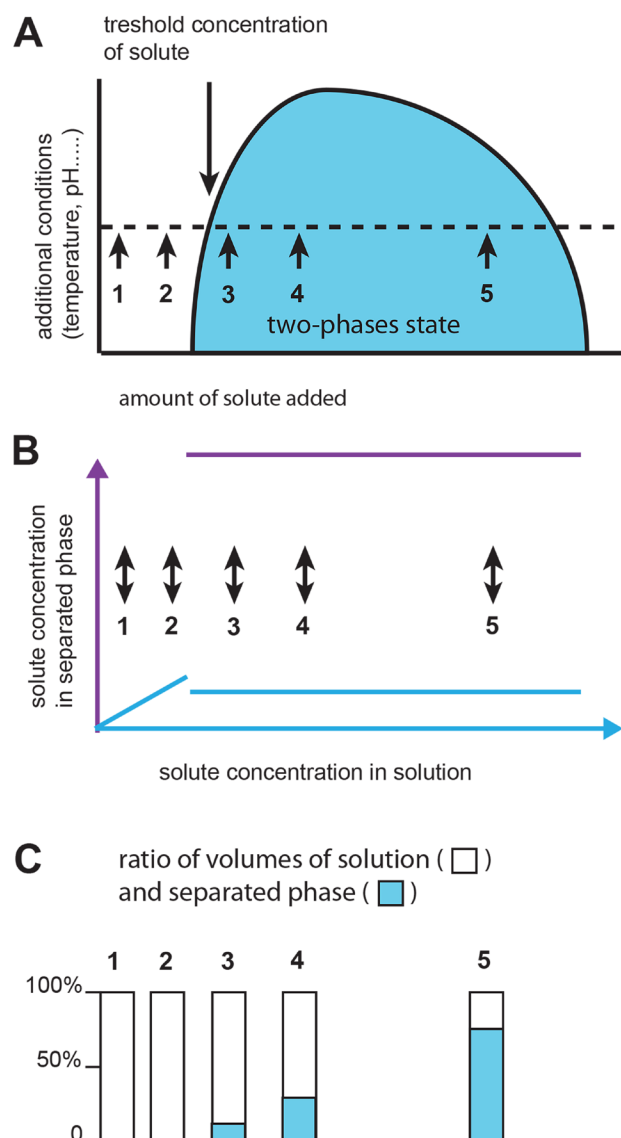 A
treshold concentration
of solute
additional conditions
(temperature, pH.....)
1 2 3 4 5
two-phases state
amount of solute added
B
solute concentration
in separated phase
1 2 3 4 5
solute concentration in solution
C
ratio of volumes of solution ( )
and separated phase ( )
1 2 3 4 5
100%
50%
0